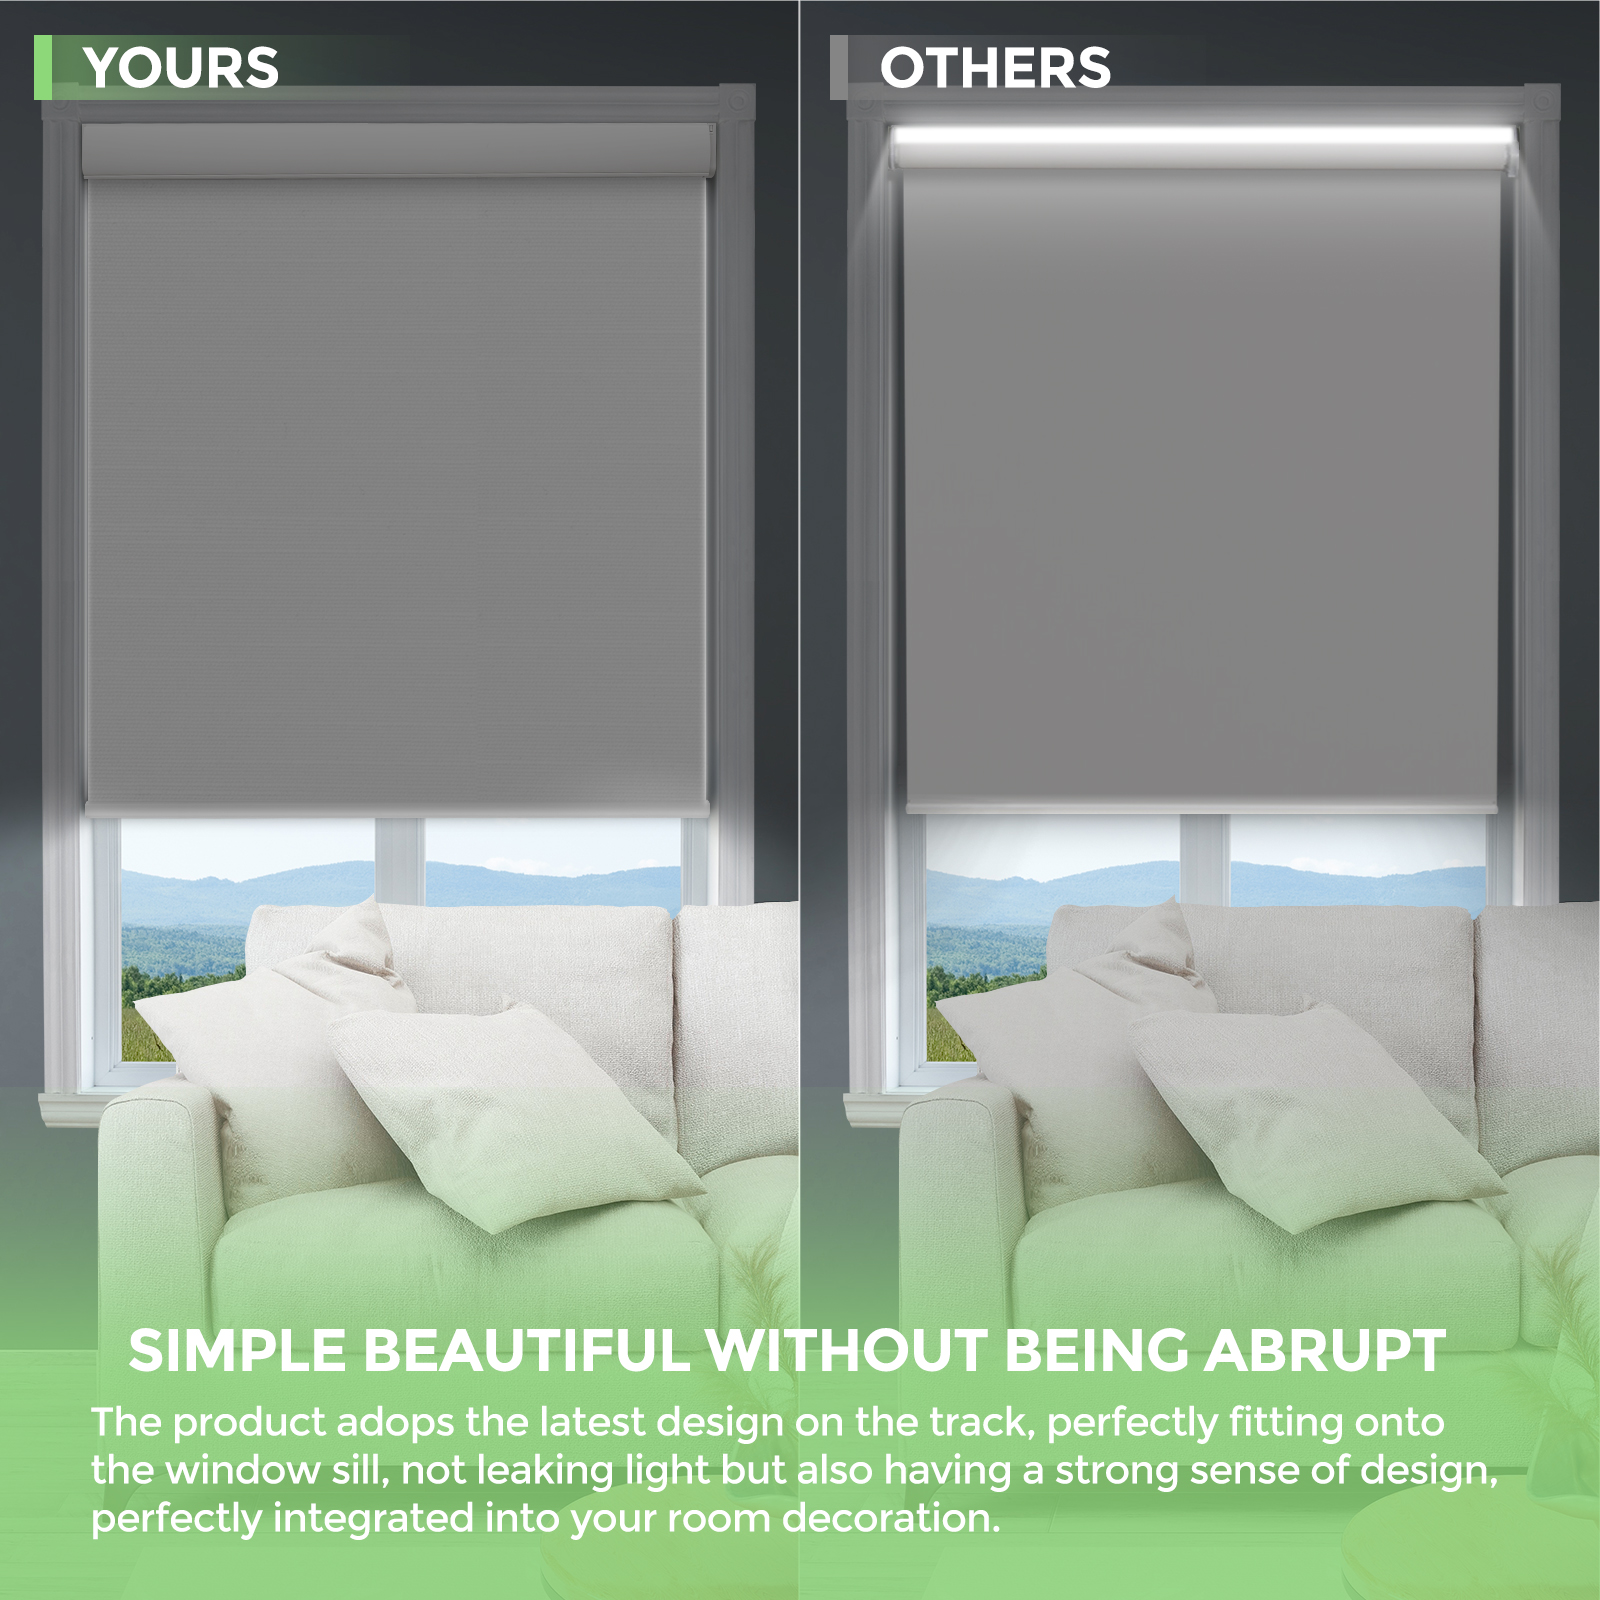 YOURS
OTHERS
SIMPLE BEAUTIFUL WITHOUT BEING ABRUPT
The product adops the latest design on the track, perfectly fitting onto
the window sill, not leaking light but also having a strong sense of design,
perfectly integrated into your room decoration.